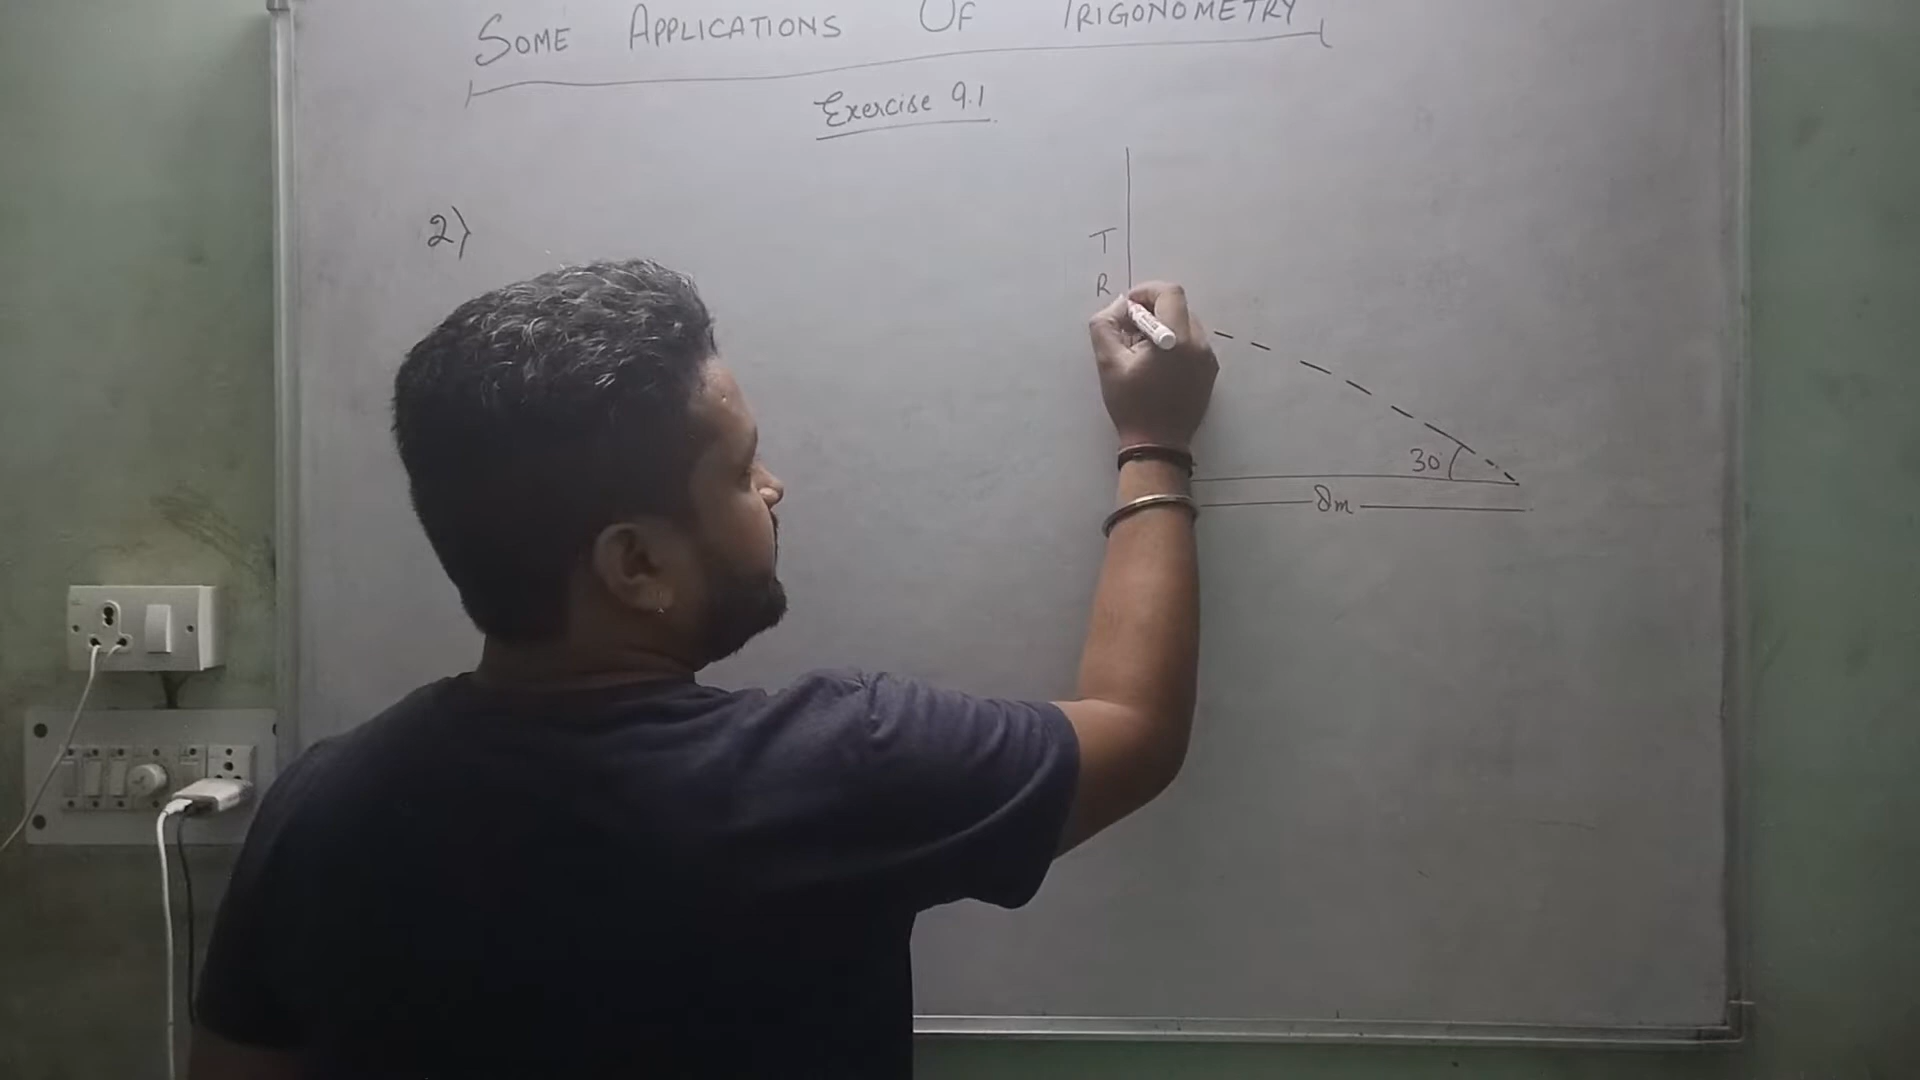 SOME APPLICATIONS OF TRIGONOMETRY
Exercise 9.1
2)
T
R
30°
8m